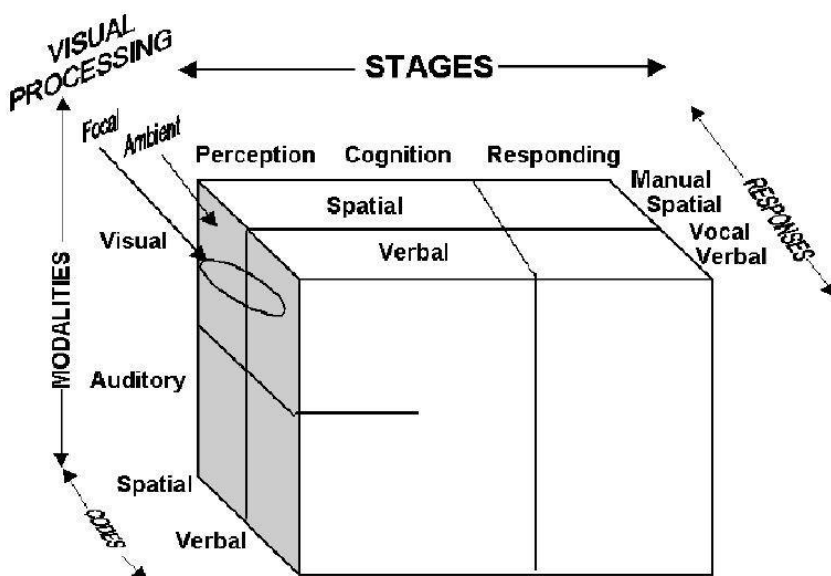 VISUAL
PROCESSING
STAGES
Focal
Ambient
Perception Cognition Responding
Manual
Spatial
Spatial
Vocal
Verbal
Verbal
RESPONSES
Visual
MODALITIES
Auditory
Spatial
Verbal
CODES